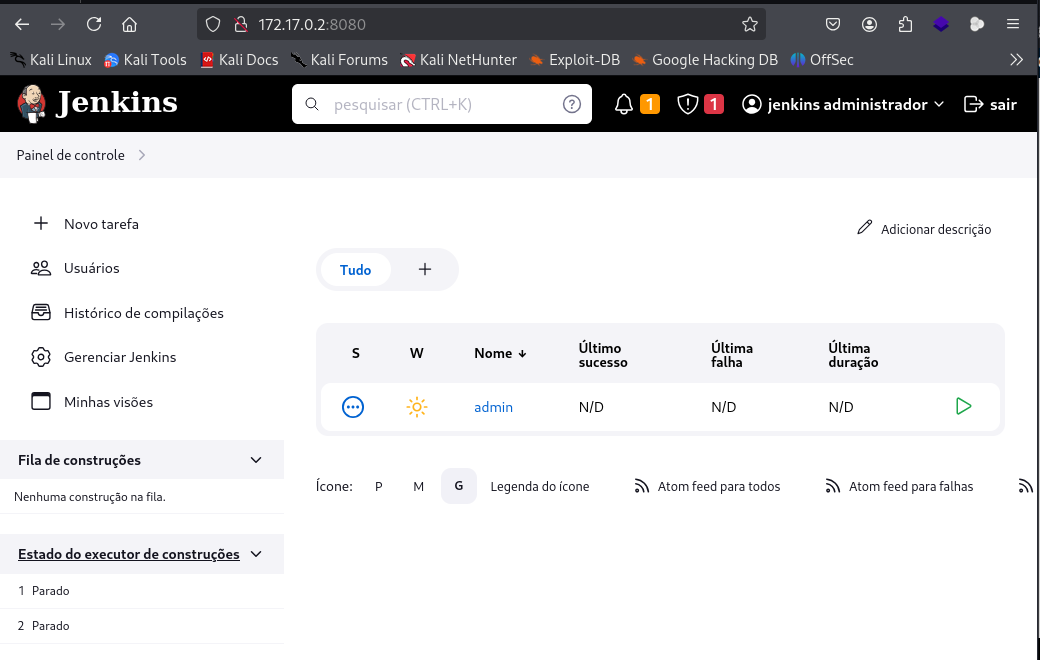 172.17.0.2:8080
Kali Linux Kali Tools Kali Docs Kali Forums Kali NetHunter Exploit-DB Google Hacking DB OffSec
Jenkins pesquisar (CTRL+K) 1 1 jenkins administrador sair
Painel de controle
Novo tarefa
Adicionar descrição
Usuários
Tudo
Histórico de compilações
Gerenciar Jenkins
S W Nome ↓ Último sucesso Última falha Última duração
Minhas visões
admin N/D N/D N/D
Fila de construções
Ícone: P M G Legenda do ícone Atom feed para todos Atom feed para falhas
Nenhuma construção na fila.
Estado do executor de construções
1 Parado
2 Parado